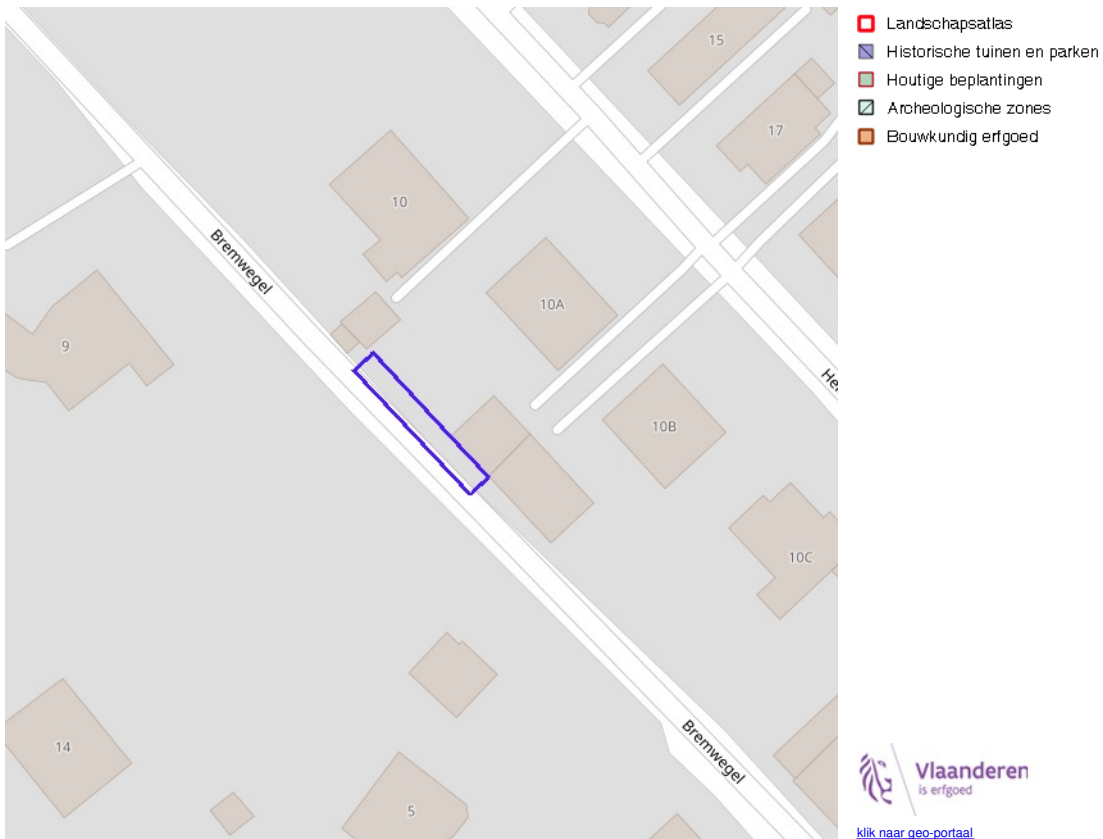 15
17
10
Bremwegel
10A
9
He
10B
10C
Bremwegel
14
5
Landschapsatlas
Historische tuinen en parken
Houtige beplantingen
Archeologische zones
Bouwkundig erfgoed
Vlaanderen
is erfgoed
klik naar geo-portaal